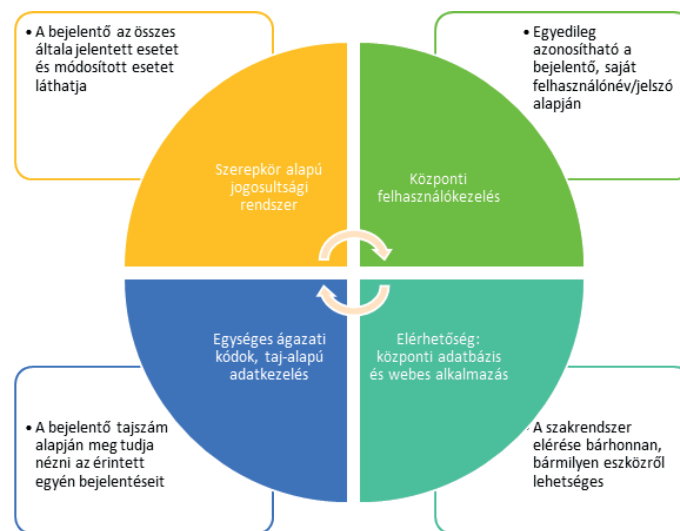 • A bejelentő az összes
általa jelentett esetet
és módosított esetet
láthatja
• Egyedileg
azonosítható a
bejelentő, saját
felhasználónév/jelszó
alapján
Szerepkör alapú
jogosultsági
rendszer
Központi
felhasználókezelés
Egységes ágazati
kódok, taj-alapú
adatkezelés
Elérhetőség:
központi adatbázis
és webes alkalmazás
• A bejelentő tajszám
alapján meg tudja
nézni az érintett
egyén bejelentéseit
• A szakrendszer
elérése bárhonnan,
bármilyen eszközről
lehetséges